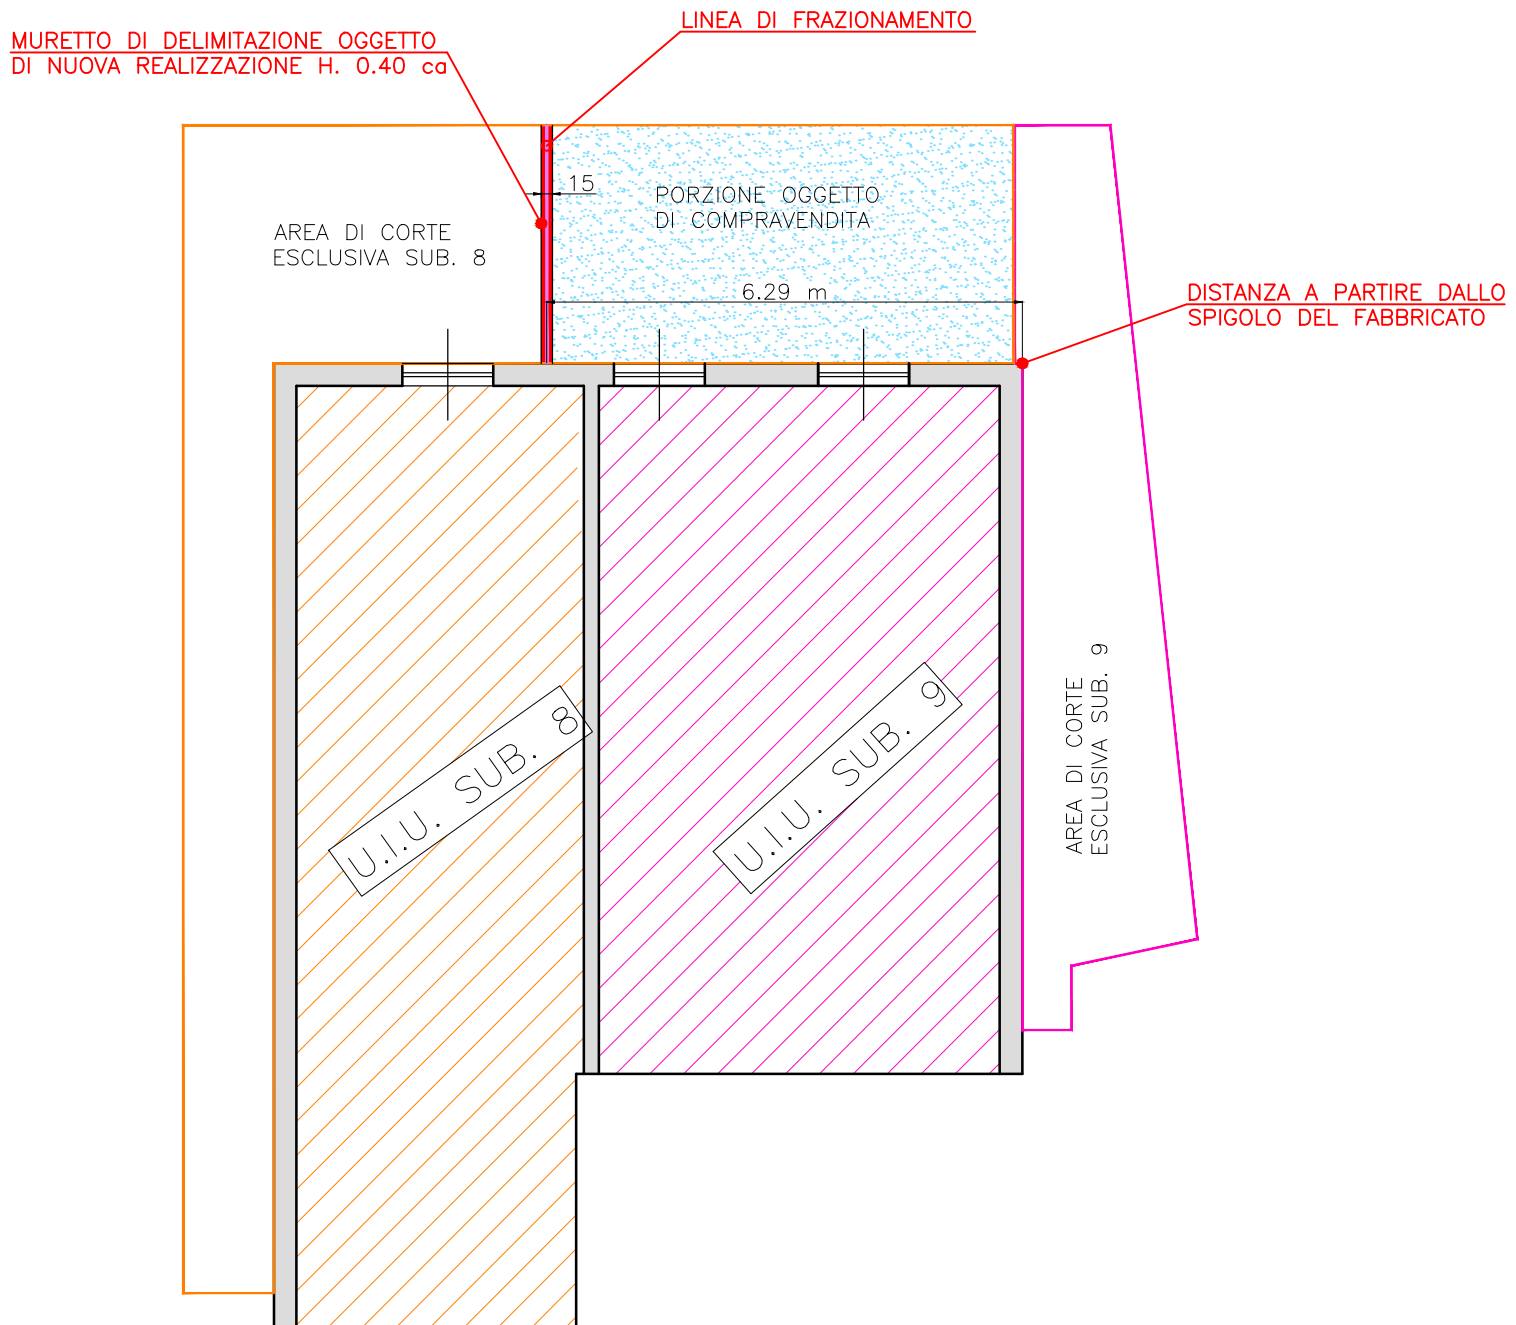 LINEA DI FRAZIONAMENTO
MURETTO DI DELIMITAZIONE OGGETTO
DI NUOVA REALIZZAZIONE H. 0.40 ca
15
PORZIONE OGGETTO
DI COMPRAVENDITA
AREA DI CORTE
ESCLUSIVA SUB. 8
6.29 m
DISTANZA A PARTIRE DALLO
SPIGOLO DEL FABBRICATO
U.I.U. SUB. 8
U.I.U. SUB. 9
AREA DI CORTE
ESCLUSIVA SUB. 9